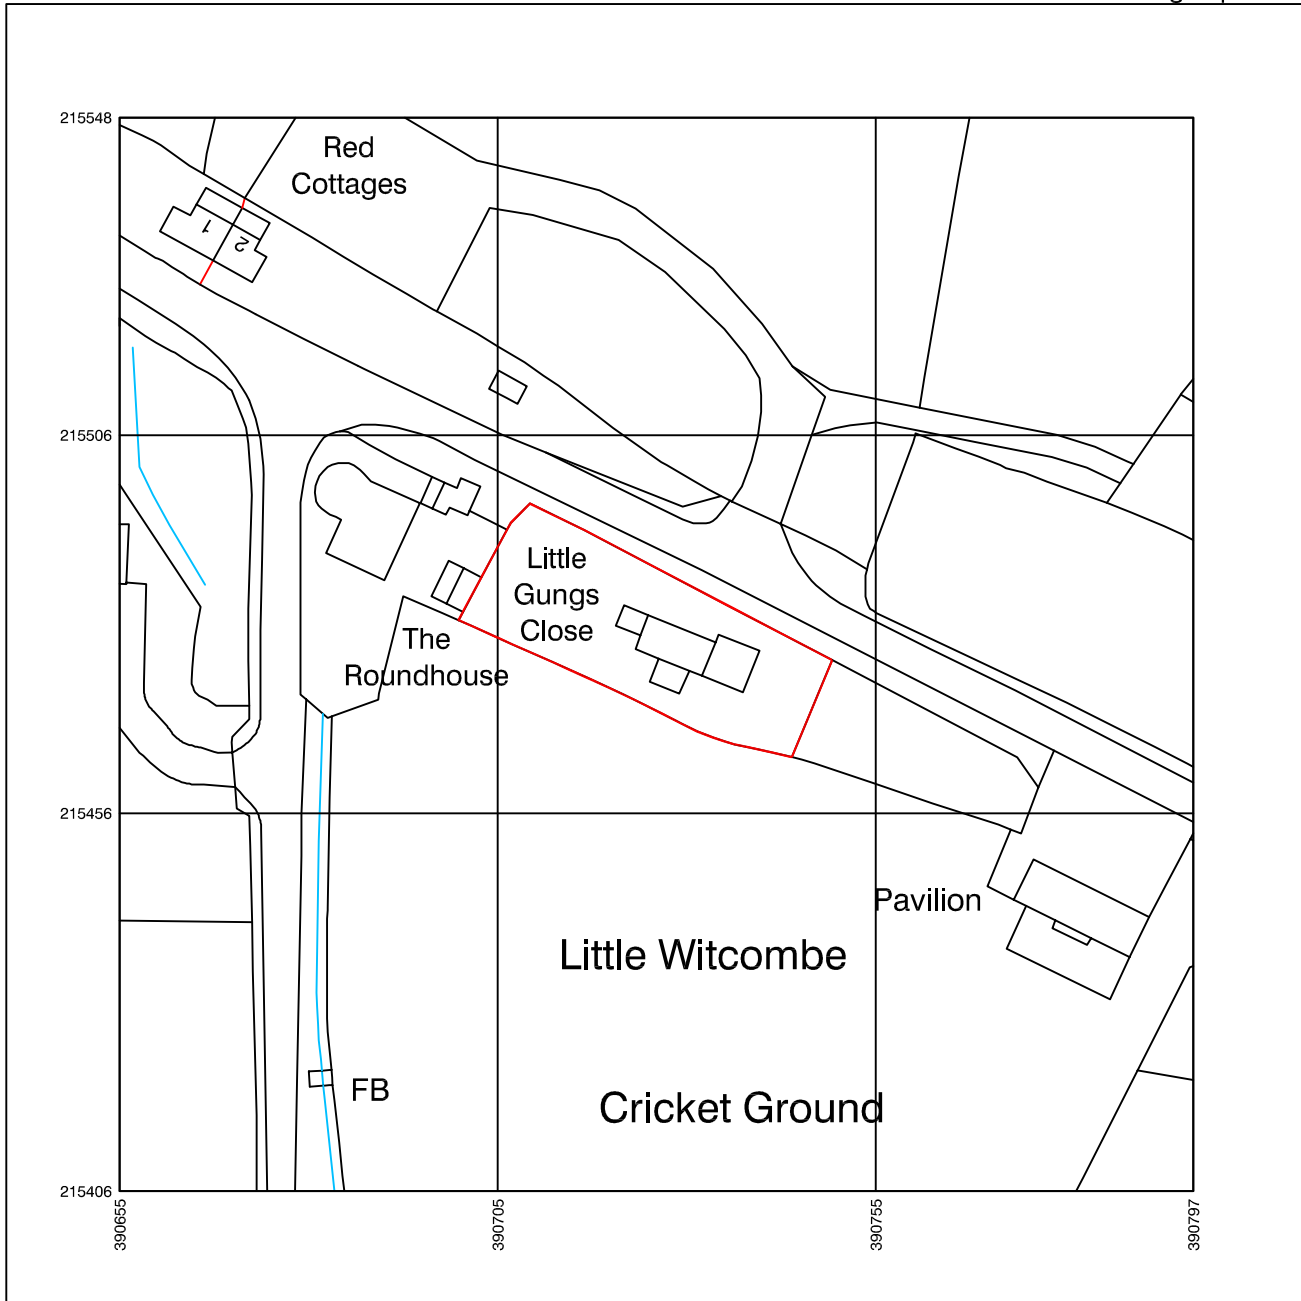 215548
Red
Cottages
1
2
215506
Little
Gungs
Close
The
Roundhouse
215456
Pavilion
Little Witcombe
FB
Cricket Ground
215406
390655
390705
390755
390797